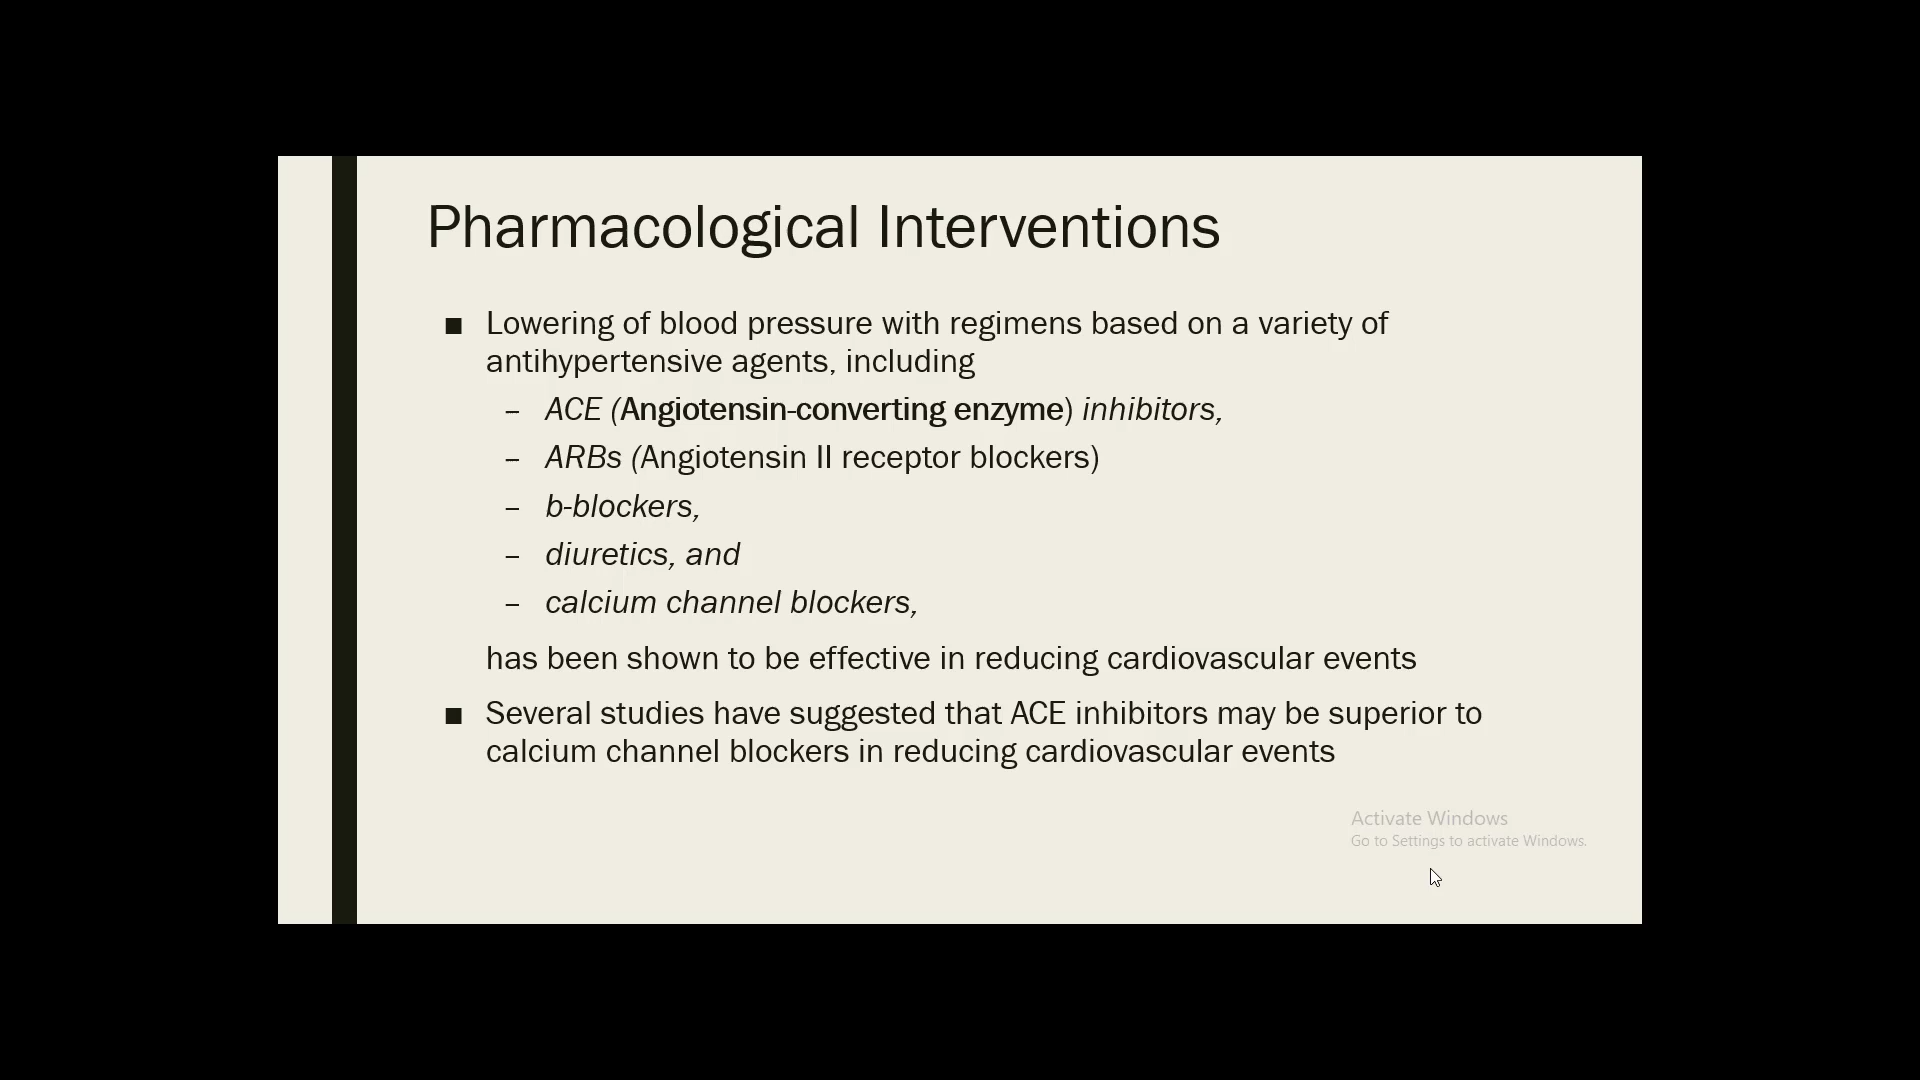 Pharmacological Interventions
■ Lowering of blood pressure with regimens based on a variety of
antihypertensive agents, including
– ACE (Angiotensin-converting enzyme) inhibitors,
– ARBs (Angiotensin II receptor blockers)
– b-blockers,
– diuretics, and
– calcium channel blockers,
has been shown to be effective in reducing cardiovascular events
■ Several studies have suggested that ACE inhibitors may be superior to
calcium channel blockers in reducing cardiovascular events
Activate Windows
Go to Settings to activate Windows.